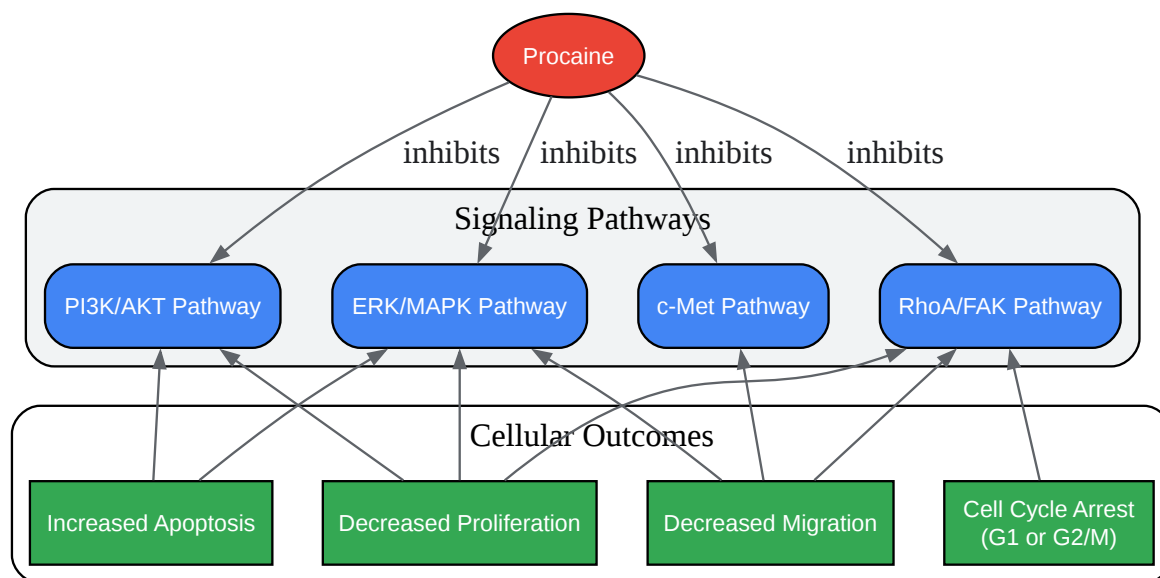 Procaine
inhibits
inhibits
inhibits
inhibits
Signaling Pathways
PI3K/AKT Pathway
ERK/MAPK Pathway
c-Met Pathway
RhoA/FAK Pathway
Cellular Outcomes
Increased Apoptosis
Decreased Proliferation
Decreased Migration
Cell Cycle Arrest
(G1 or G2/M)